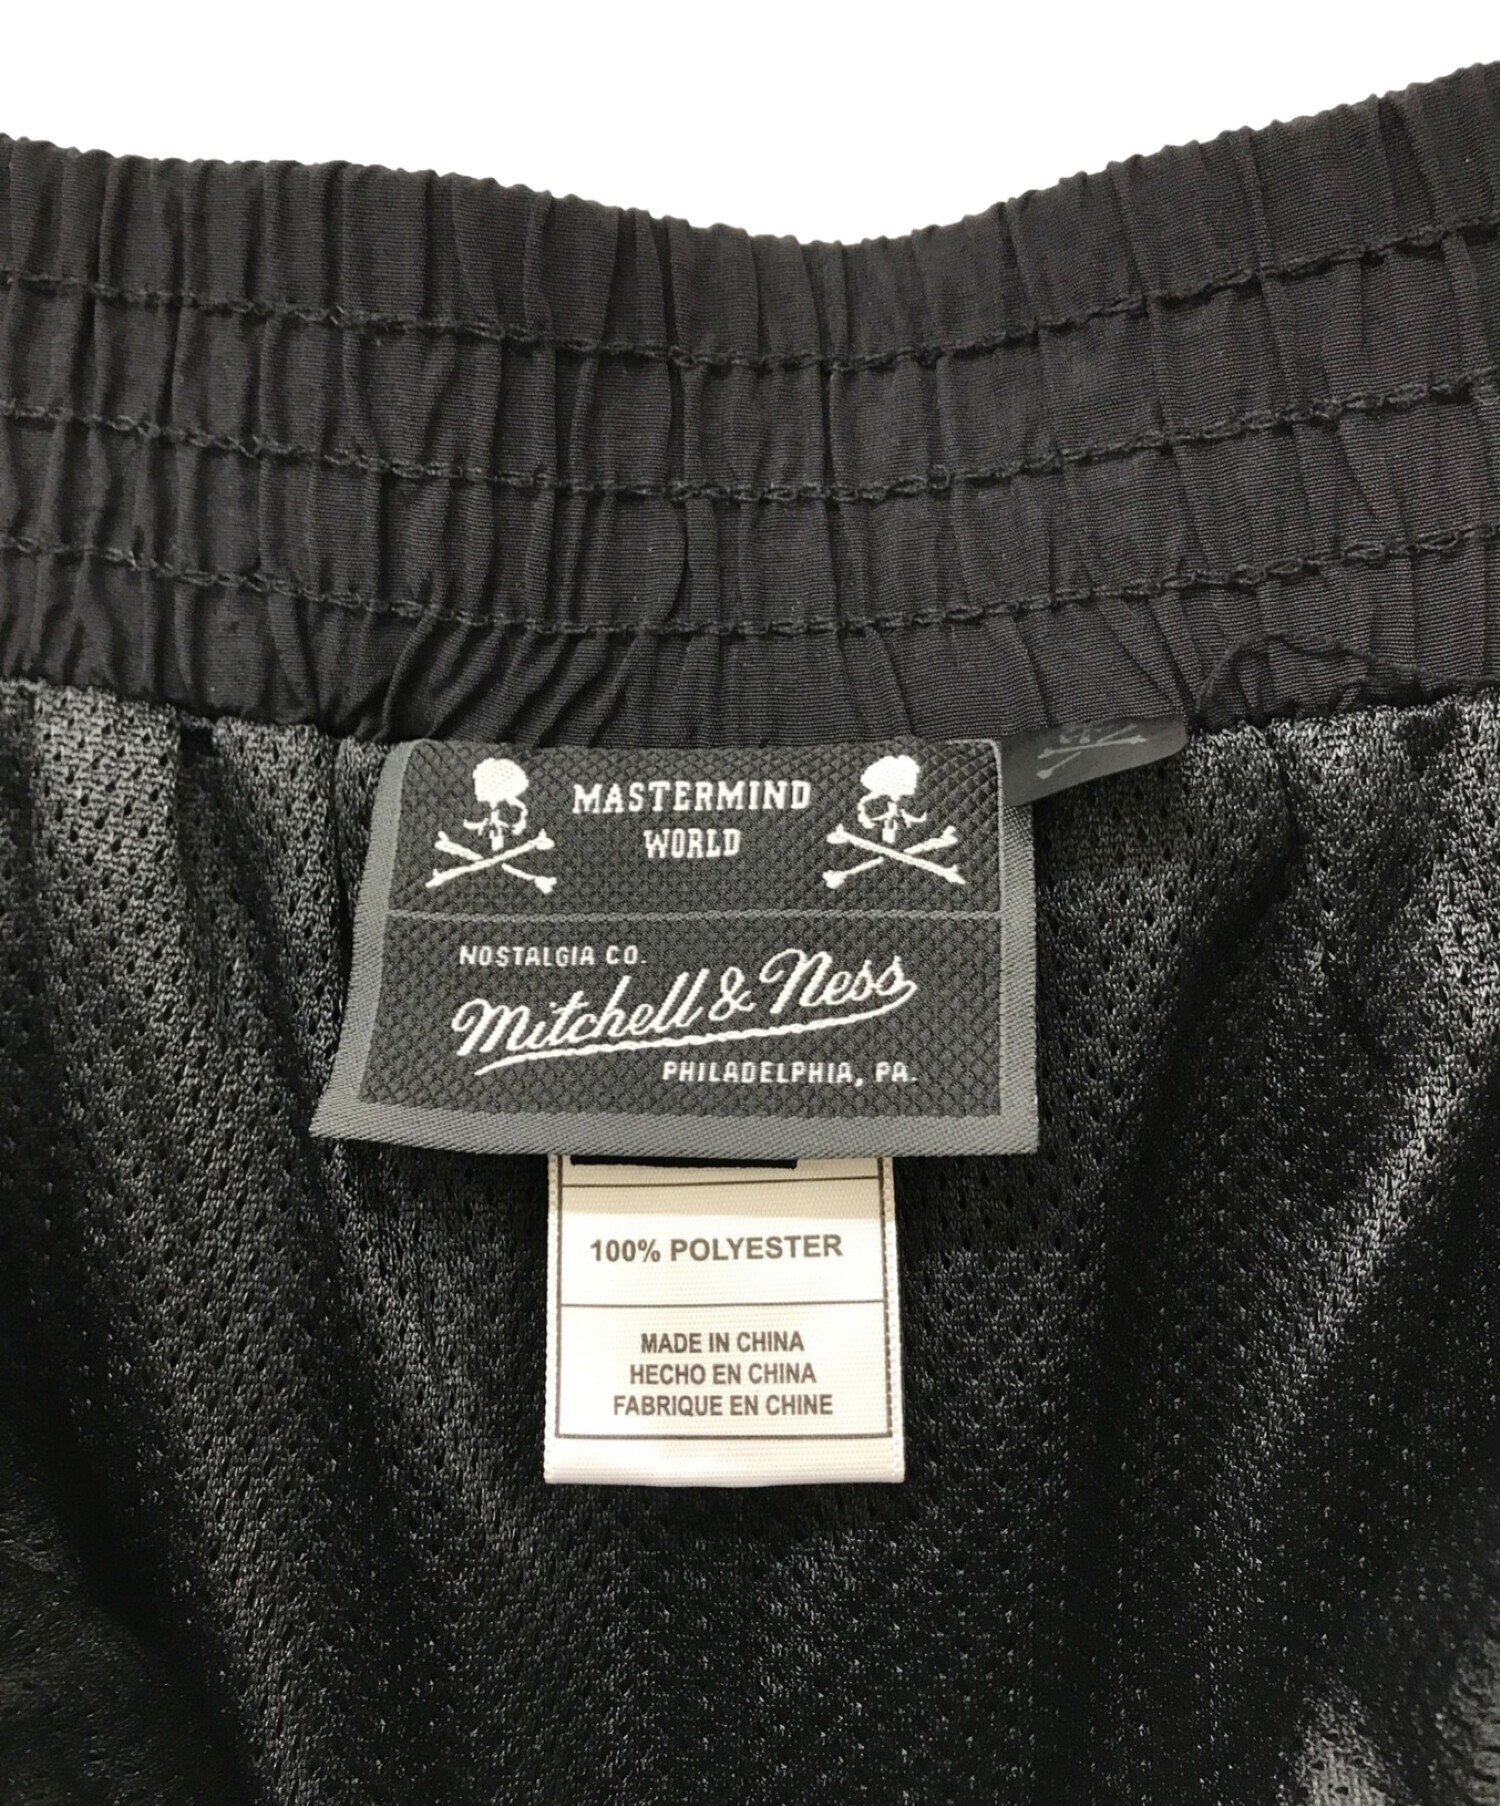 MASTERMIND
WORLD
NOSTALGIA CO.
Mitchell & Ness
PHILADELPHIA, PA.
100% POLYESTER
MADE IN CHINA
HECHO EN CHINA
FABRIQUE EN CHINE